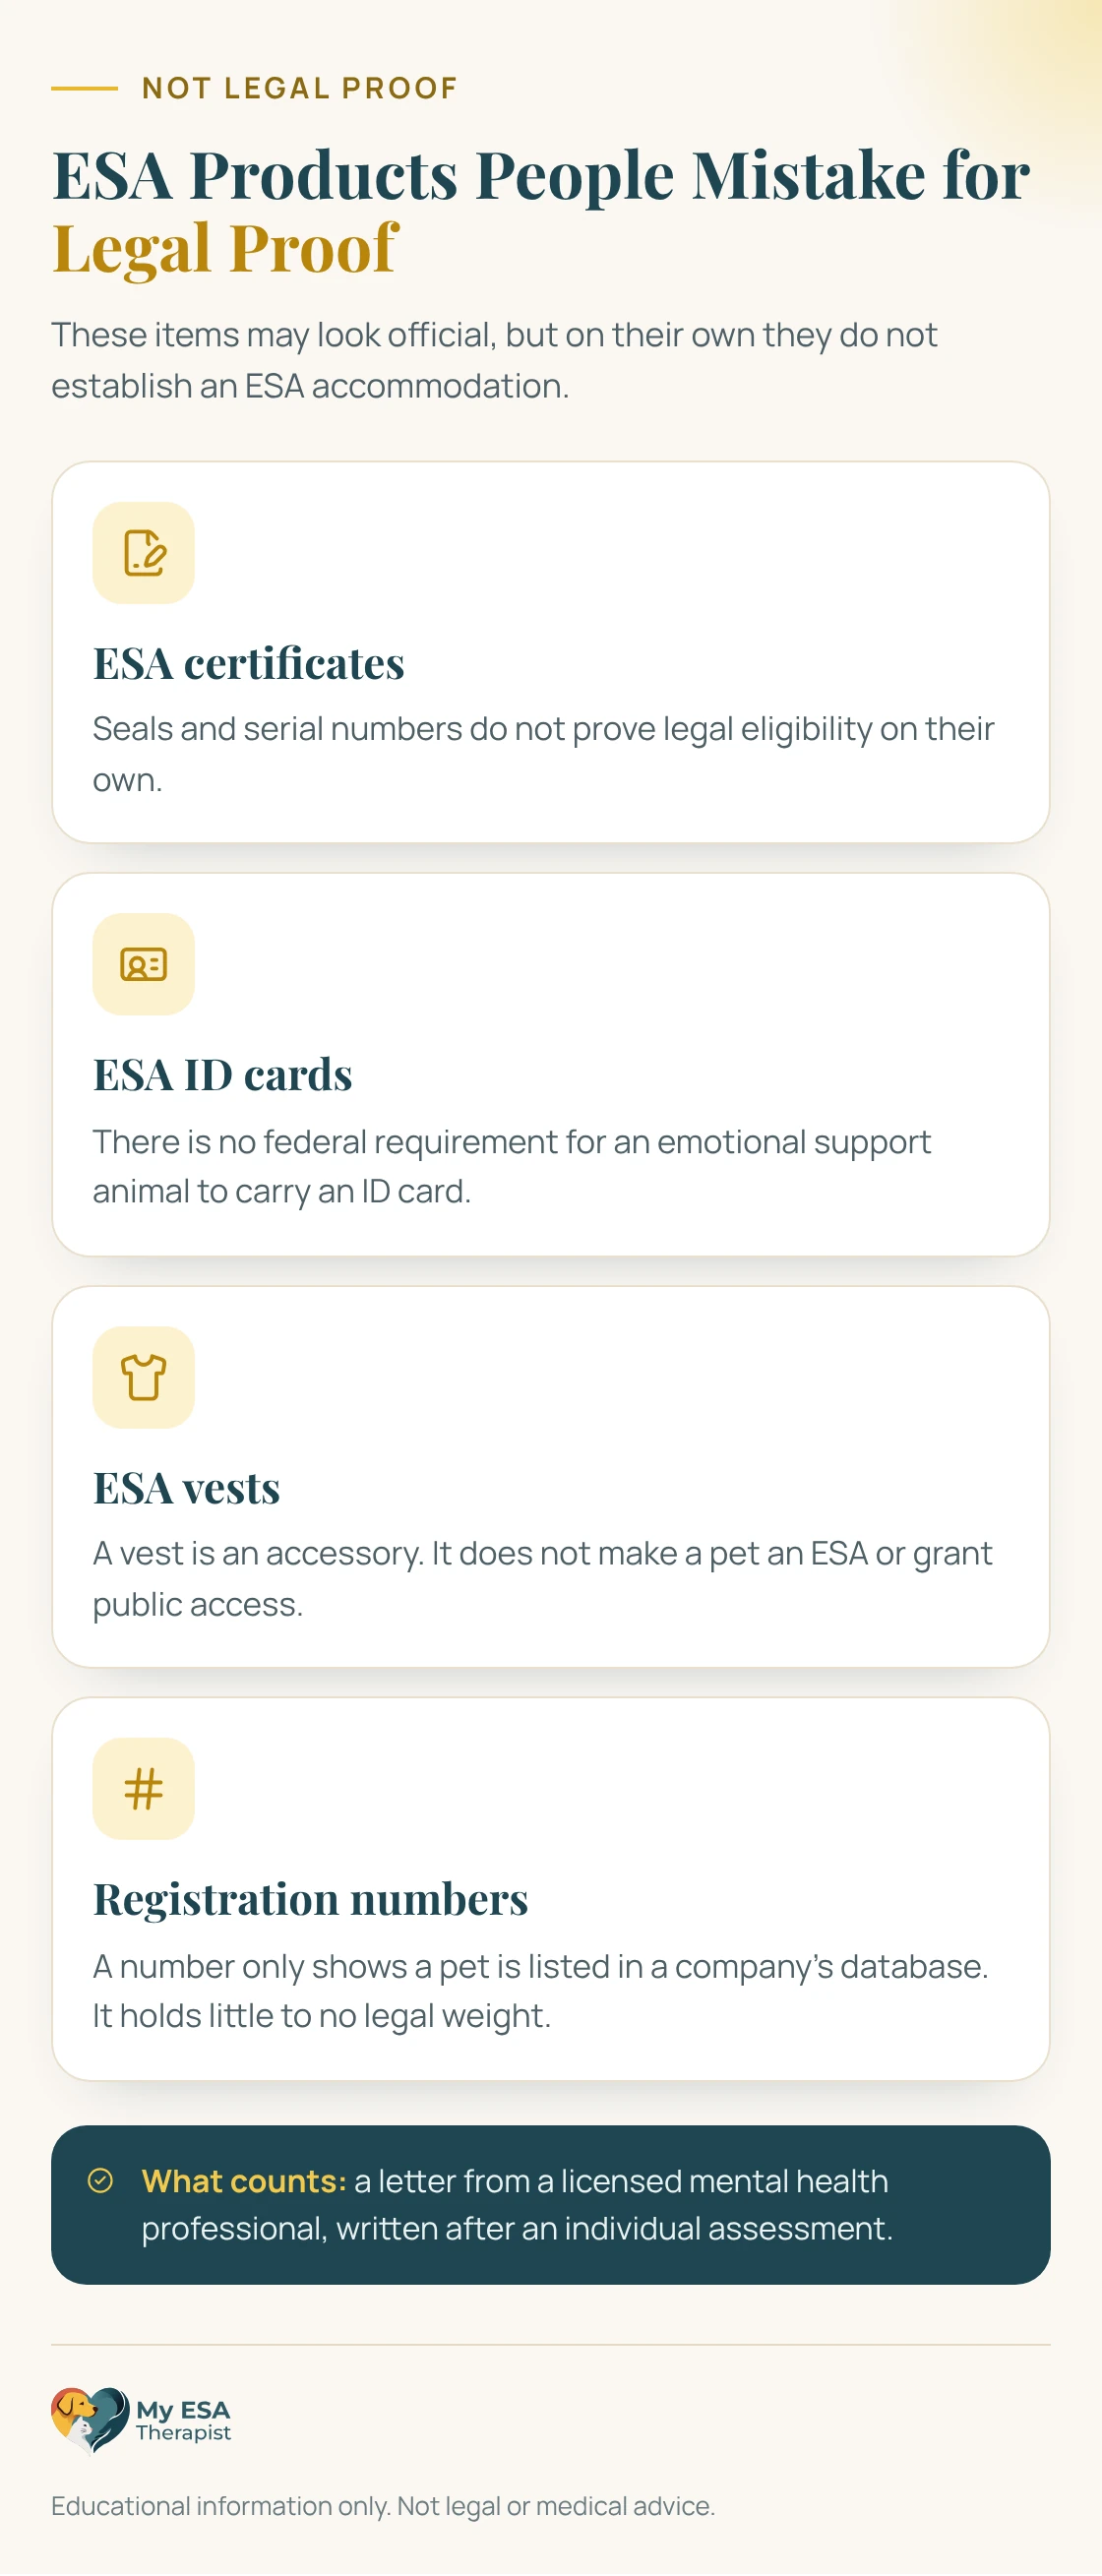 NOT LEGAL PROOF
ESA Products People Mistake for
Legal Proof
These items may look official, but on their own they do not
establish an ESA accommodation.
ESA certificates
Seals and serial numbers do not prove legal eligibility on their
own.
ESA ID cards
There is no federal requirement for an emotional support
animal to carry an ID card.
ESA vests
A vest is an accessory. It does not make a pet an ESA or grant
public access.
Registration numbers
A number only shows a pet is listed in a company’s database.
It holds little to no legal weight.
What counts: a letter from a licensed mental health
professional, written after an individual assessment.
My ESA
Therapist
Educational information only. Not legal or medical advice.